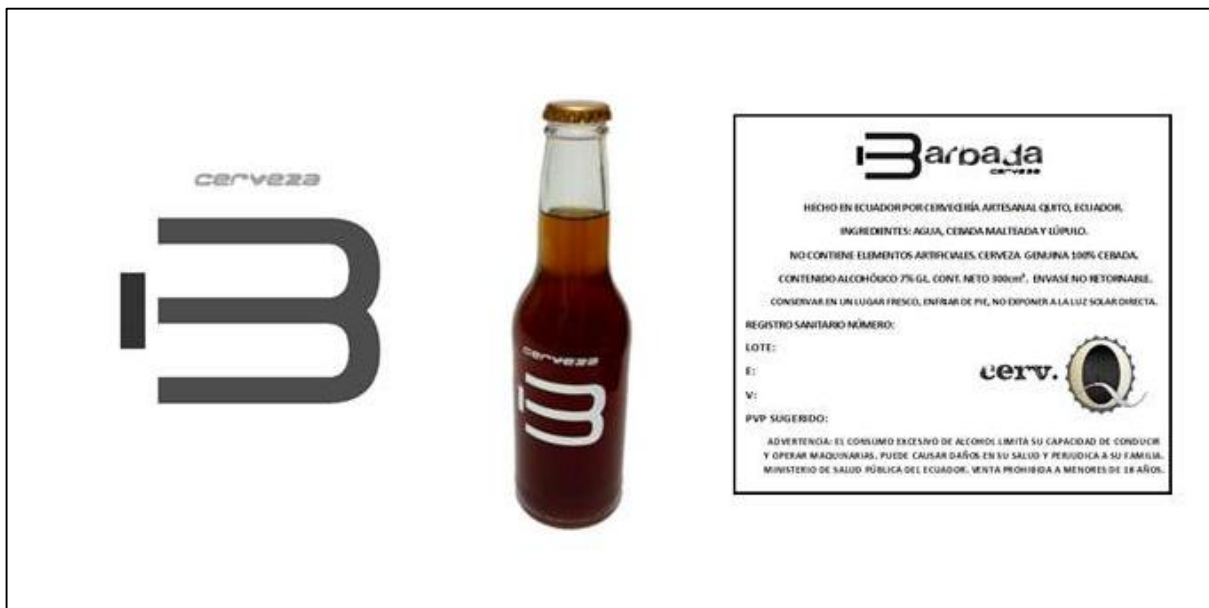 cerveza
B
cerveza
B
Barbada
cerveza
HECHO EN ECUADOR POR CERVECERÍA ARTESANAL QUITO, ECUADOR.
INGREDIENTES: AGUA, CEBADA MALTEADA Y LÚPULO.
NO CONTIENE ELEMENTOS ARTIFICIALES. CERVEZA GENUINA 100% CEBADA.
CONTENIDO ALCOHÓLICO 7% GL. CONT. NETO 300cm³. ENVASE NO RETORNABLE.
CONSERVAR EN UN LUGAR FRESCO, ENFRIAR DE PIE, NO EXPONER A LA LUZ SOLAR DIRECTA.
REGISTRO SANITARIO NÚMERO:
LOTE:
E:
V:
PVP SUGERIDO:
cerv. Q
ADVERTENCIA: EL CONSUMO EXCESIVO DE ALCOHOL LIMITA SU CAPACIDAD DE CONDUCIR
Y OPERAR MAQUINARIAS, PUEDE CAUSAR DAÑOS EN SU SALUD Y PERJUDICA A SU FAMILIA.
MINISTERIO DE SALUD PÚBLICA DEL ECUADOR. VENTA PROHIBIDA A MENORES DE 18 AÑOS.